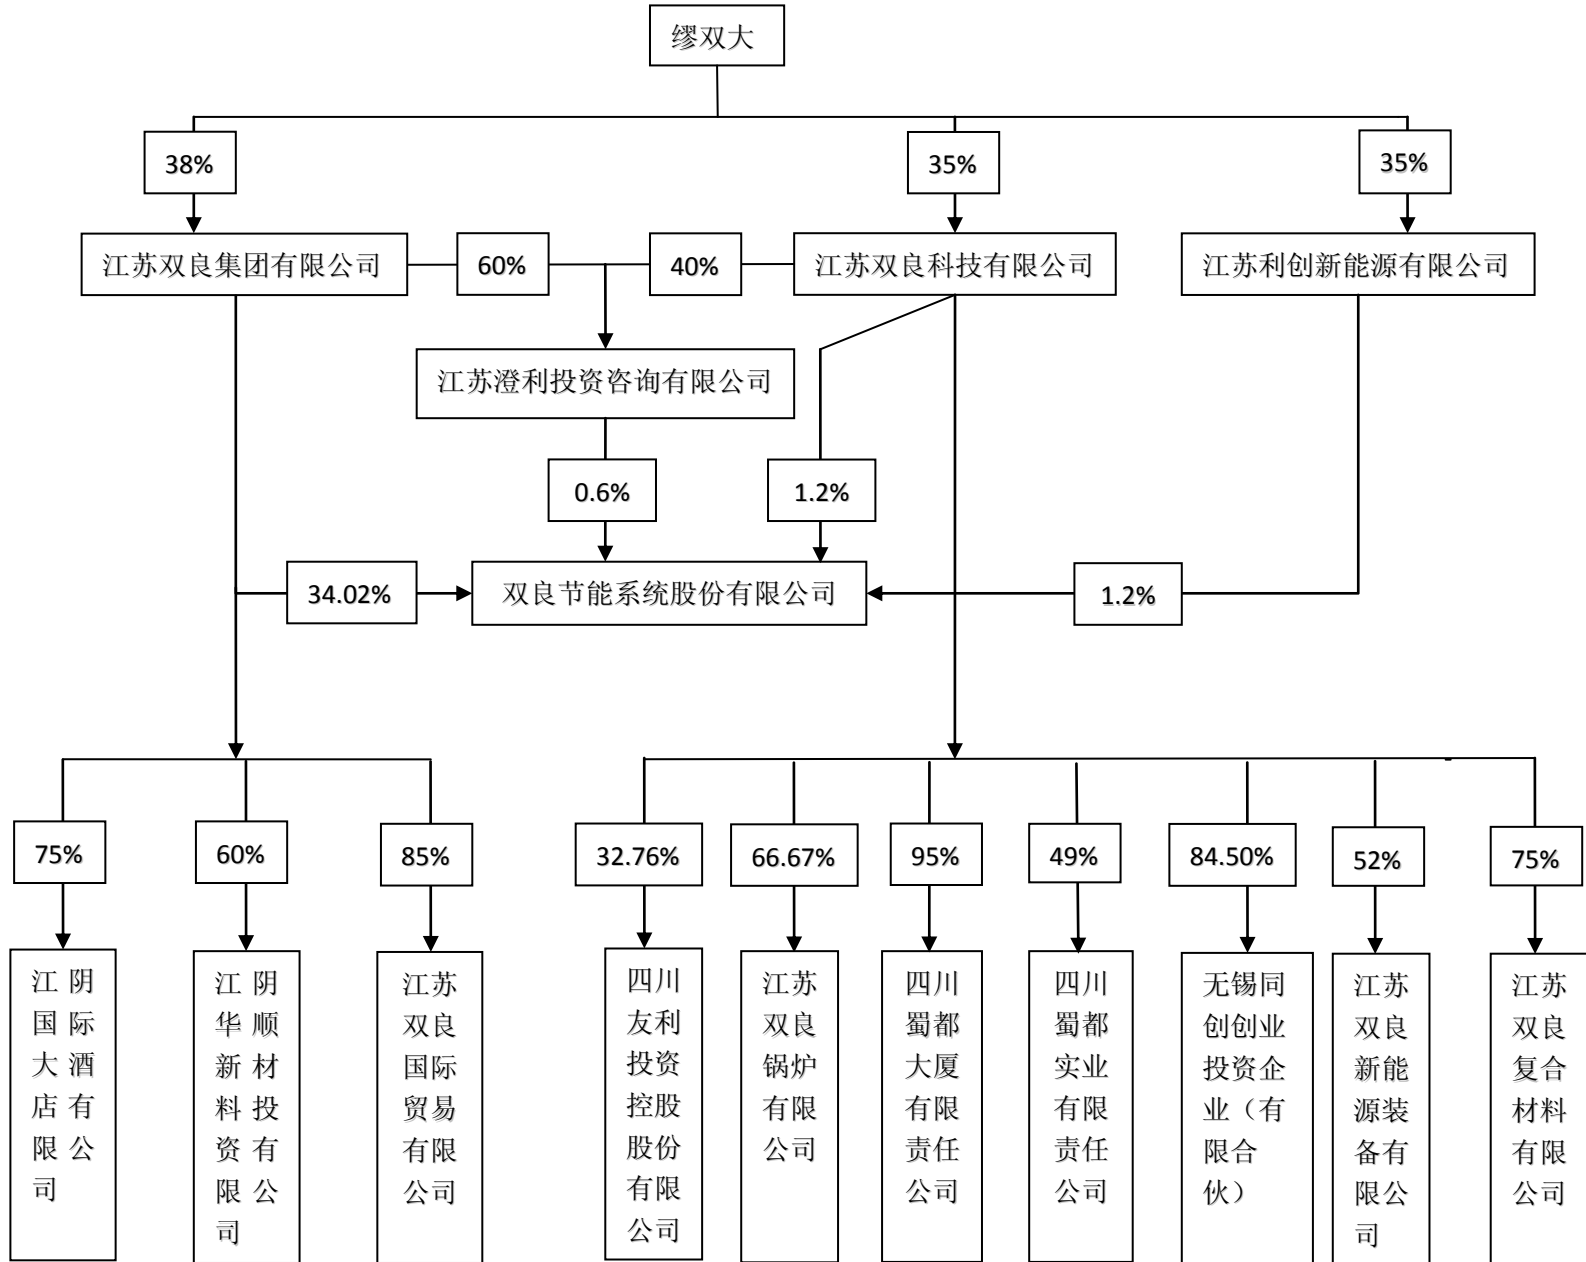 缪双大
38%
35%
35%
江苏双良集团有限公司
60%
40%
江苏双良科技有限公司
江苏利创新能源有限公司
江苏澄利投资咨询有限公司
0.6%
1.2%
34.02%
双良节能系统股份有限公司
1.2%
75%
60%
85%
32.76%
66.67%
95%
49%
84.50%
52%
75%
江阴
国际
大酒
店有
限公
司
江阴
华顺
新材
料投
资有
限公
司
江苏
双良
国际
贸易
有限
公司
四川
友利
投资
控股
股份
有限
公司
江苏
双良
锅炉
有限
公司
四川
蜀都
大厦
有限
责任
公司
四川
蜀都
实业
有限
责任
公司
无锡同
创创业
投资企
业（有
限合
伙）
江苏
双良
新能
源装
备有
限公
司
江苏
双良
复合
材料
有限
公司